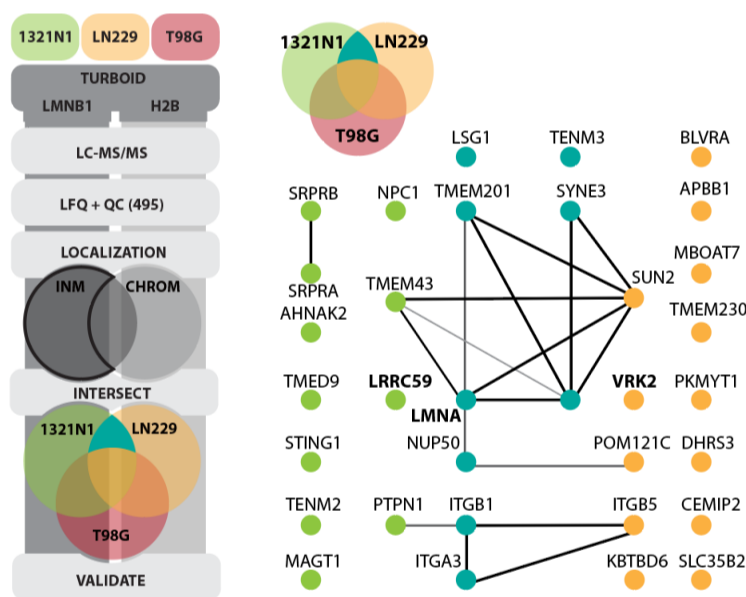 1321N1 LN229 T98G
TURBOID
LMNB1 H2B
LC-MS/MS
LFQ + QC (495)
LOCALIZATION
INM CHROM
INTERSECT
1321N1 LN229
T98G
VALIDATE
1321N1 LN229
T98G
LSG1 TENM3 BLVRA
SRPRB NPC1 TMEM201 SYNE3 APBB1
MBOAT7
SUN2
SRPRA TMEM43
AHNAK2 TMEM230
TMED9 LRRC59 VRK2 PKMYT1
LMNA
STING1 NUP50 POM121C DHRS3
TENM2 PTPN1 ITGB1 ITGB5 CEMIP2
MAGT1 ITGA3 KBTBD6 SLC35B2